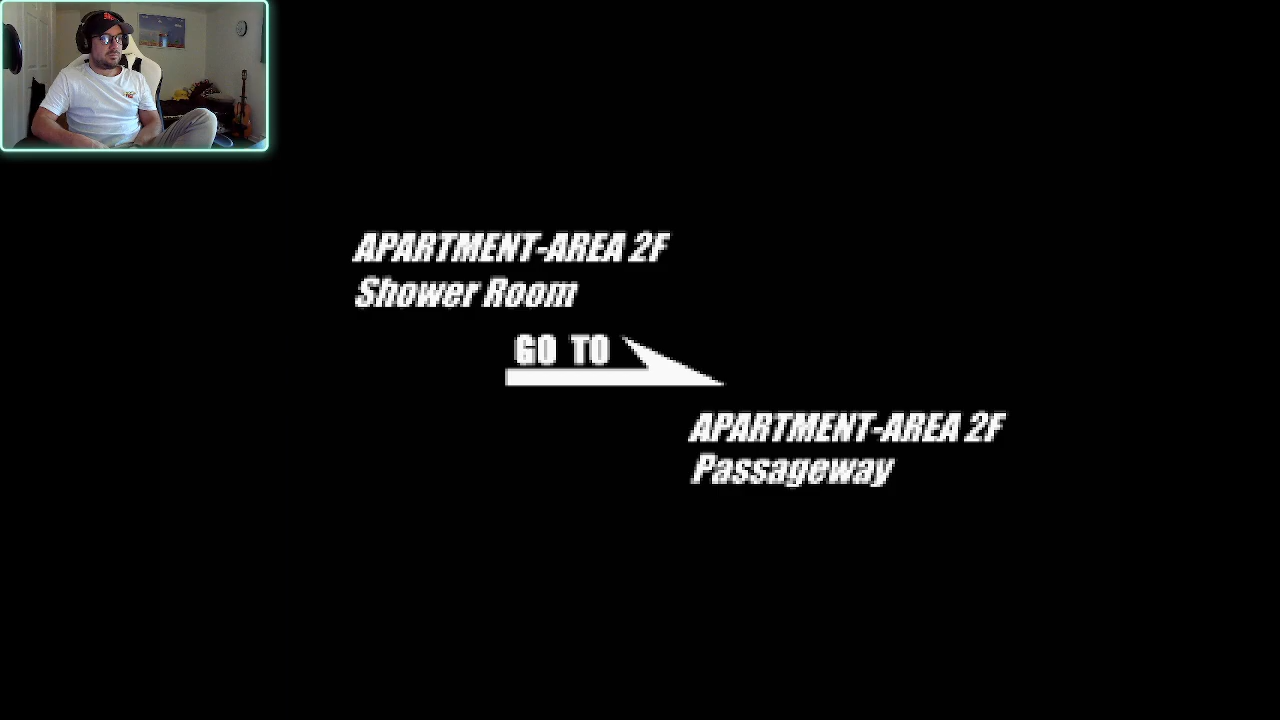 APARTMENT-AREA 2F
Shower Room
GO TO
APARTMENT-AREA 2F
Passageway